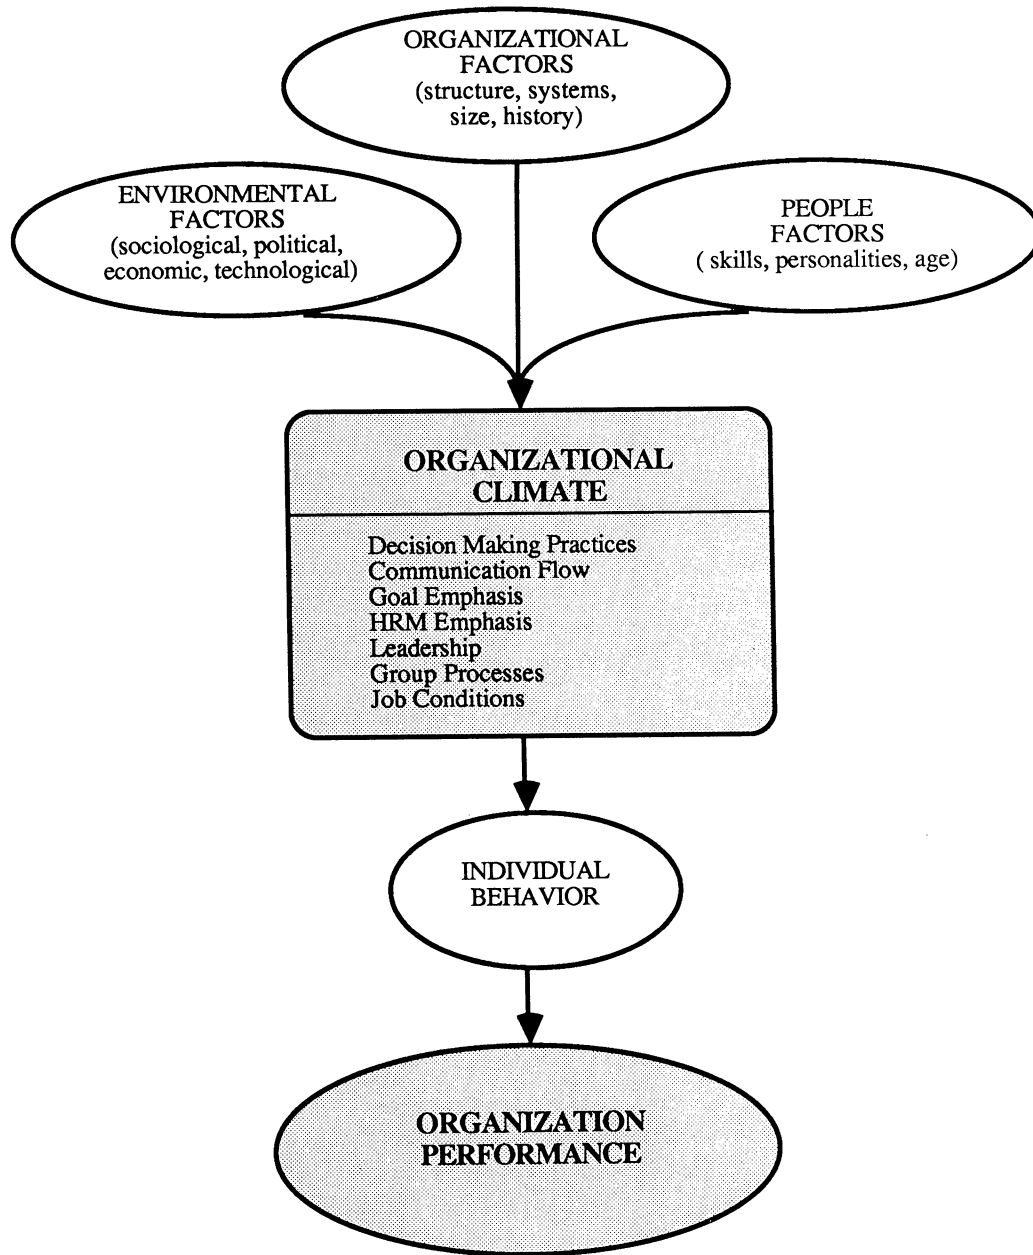 ORGANIZATIONAL
FACTORS
(structure, systems,
size, history)
ENVIRONMENTAL
FACTORS
(sociological, political,
economic, technological)
PEOPLE
FACTORS
( skills, personalities, age)
ORGANIZATIONAL
CLIMATE
Decision Making Practices
Communication Flow
Goal Emphasis
HRM Emphasis
Leadership
Group Processes
Job Conditions
INDIVIDUAL
BEHAVIOR
ORGANIZATION
PERFORMANCE